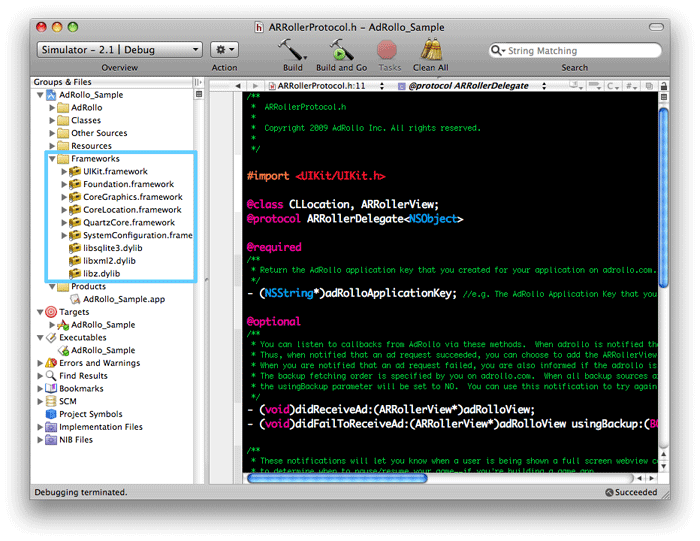 ARRollerProtocol.h - AdRollo_Sample
Simulator - 2.1 | Debug
String Matching
Overview
Action
Build
Build and Go
Tasks
Clean All
Search
Groups & Files
AdRollo_Sample
AdRollo
Classes
Other Sources
Resources
Frameworks
UIKit.framework
Foundation.framework
CoreGraphics.framework
CoreLocation.framework
QuartzCore.framework
SystemConfiguration.frame
libsqlite3.dylib
libxml2.dylib
libz.dylib
Products
AdRollo_Sample.app
Targets
AdRollo_Sample
Executables
AdRollo_Sample
Errors and Warnings
Find Results
Bookmarks
SCM
Project Symbols
Implementation Files
NIB Files
ARRollerProtocol.h:11
@protocol ARRollerDelegate
/**
* ARRollerProtocol.h
*
* Copyright 2009 AdRollo Inc. All rights reserved.
*
*/
#import <UIKit/UIKit.h>
@class CLLocation, ARRollerView;
@protocol ARRollerDelegate<NSObject>
@required
/**
* Return the AdRollo application key that you created for your application on adrollo.com.
*/
- (NSString*)adRolloApplicationKey; //e.g. The AdRollo Application Key that you
@optional
/**
* You can listen to callbacks from AdRollo via these methods. When adrollo is notified the
* Thus, when notified that an ad request succeeded, you can choose to add the ARRollerView
* When you are notified that an ad request failed, you are also informed if the adrollo is
* The backup fetching order is specified by you on adrollo.com. When all backup sources a
* the usingBackup parameter will be set to NO. You can use this notification to try again
*/
- (void)didReceiveAd:(ARRollerView*)adRolloView;
- (void)didFailToReceiveAd:(ARRollerView*)adRolloView usingBackup:(BO
/**
* These notifications will let you know when a user is being shown a full screen webview c
* to determine when to pause/resume your game--if you're building a game app.
Debugging terminated.
Succeeded